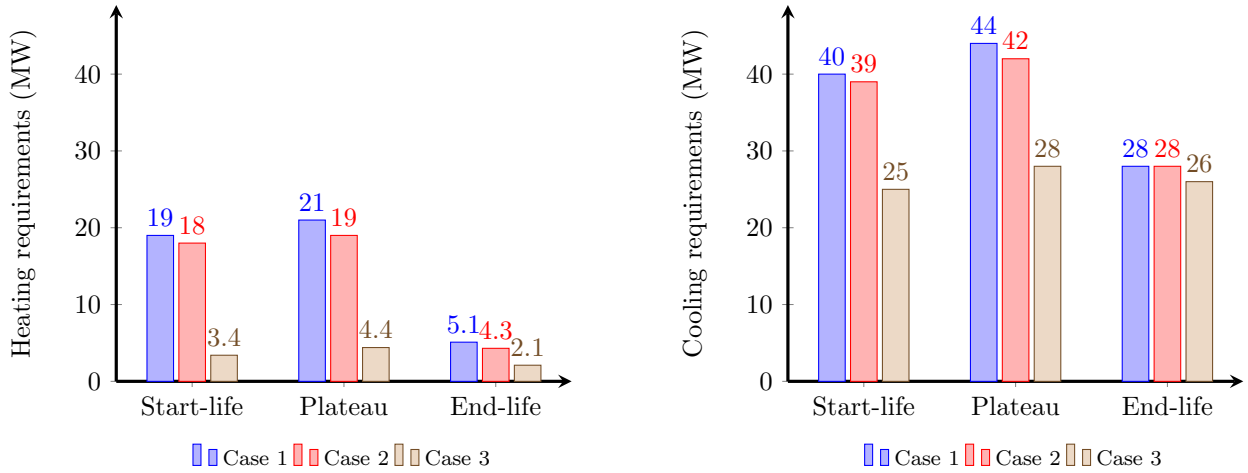 Heating requirements (MW)
40
30
20
10
0
19
18
3.4
21
19
4.4
5.1
4.3
2.1
Start-life
Plateau
End-life
Case 1
Case 2
Case 3
Cooling requirements (MW)
40
30
20
10
0
40
39
25
44
42
28
28
28
26
Start-life
Plateau
End-life
Case 1
Case 2
Case 3